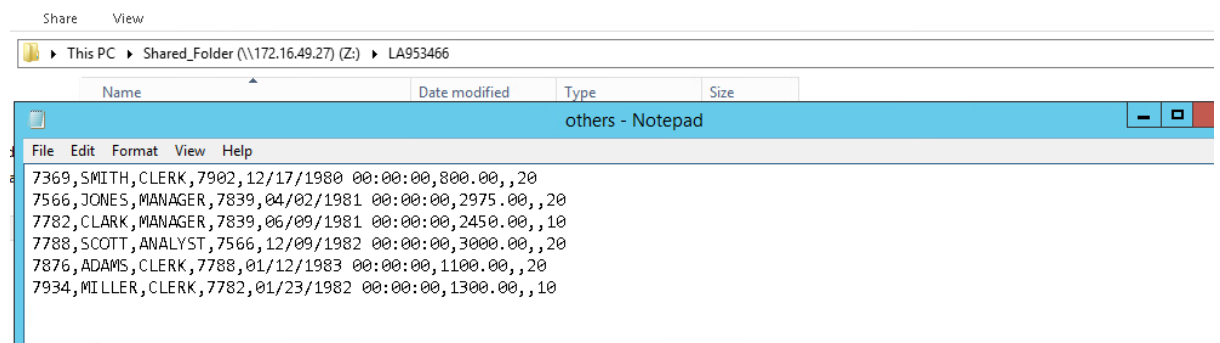 Share View
This PC Shared_Folder (\\172.16.49.27) (Z:) LA953466
Name Date modified Type Size
others - Notepad
File Edit Format View Help
7369,SMITH,CLERK,7902,12/17/1980 00:00:00,800.00,,20
7566,JONES,MANAGER,7839,04/02/1981 00:00:00,2975.00,,20
7782,CLARK,MANAGER,7839,06/09/1981 00:00:00,2450.00,,10
7788,SCOTT,ANALYST,7566,12/09/1982 00:00:00,3000.00,,20
7876,ADAMS,CLERK,7788,01/12/1983 00:00:00,1100.00,,20
7934,MILLER,CLERK,7782,01/23/1982 00:00:00,1300.00,,10